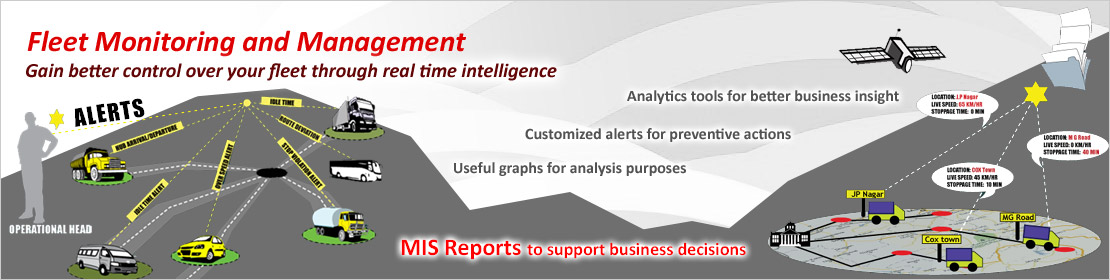 Fleet Monitoring and Management
Gain better control over your fleet through real time intelligence
ALERTS
IDLE TIME
ROUTE DEVIATION
HUB ARRIVAL/DEPARTURE
OVER SPEED ALERT
STOP VIOLATION ALERT
IDLE TIME ALERT
OPERATIONAL HEAD
Analytics tools for better business insight
Customized alerts for preventive actions
Useful graphs for analysis purposes
MIS Reports to support business decisions
LOCATION: J.P Nagar
LIVE SPEED: 65 KM/HR
STOPPAGE TIME: 0 MIN
LOCATION: M G Road
LIVE SPEED: 0 KM/HR
STOPPAGE TIME: 40 MIN
LOCATION: COX Town
LIVE SPEED: 45 KM/HR
STOPPAGE TIME: 10 MIN
JP Nagar
MG Road
Cox town